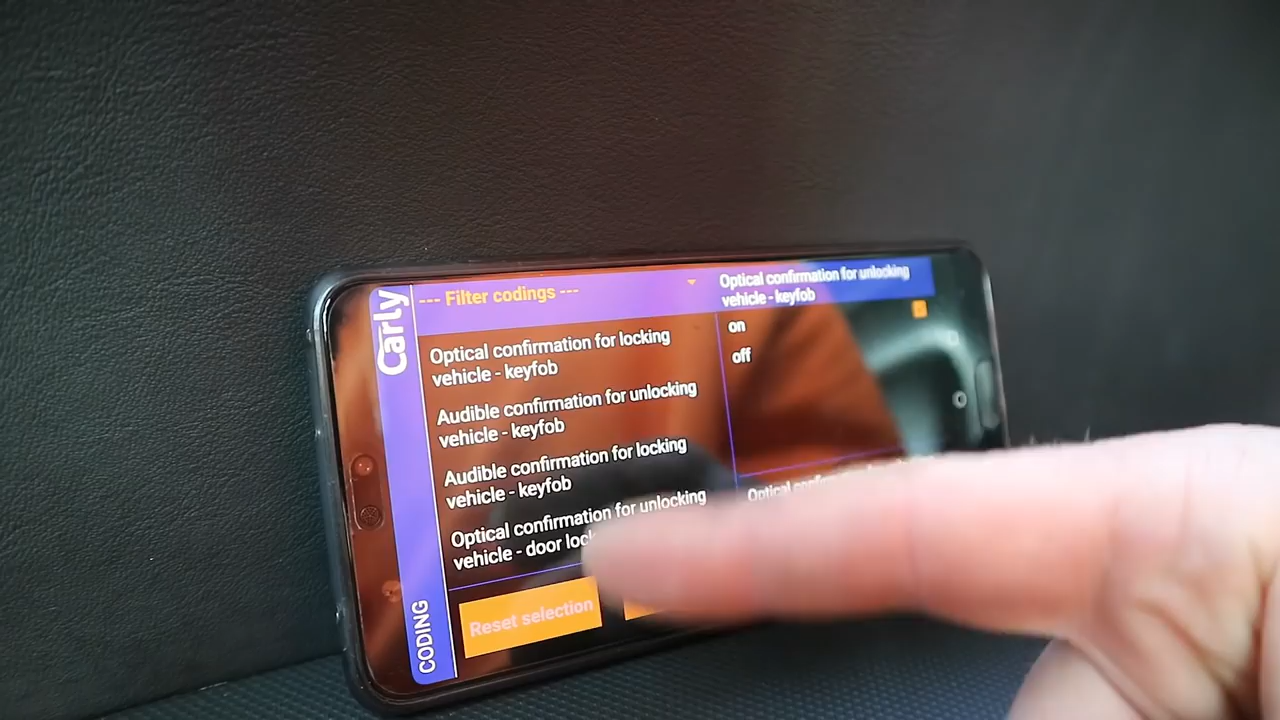 Carly
CODING
--- Filter codings ---
Optical confirmation for locking
vehicle - keyfob
Audible confirmation for unlocking
vehicle - keyfob
Audible confirmation for locking
vehicle - keyfob
Optical confirmation for unlocking
vehicle - door
Reset selection
Optical confirmation for unlocking
vehicle - keyfob
on
off
Optical